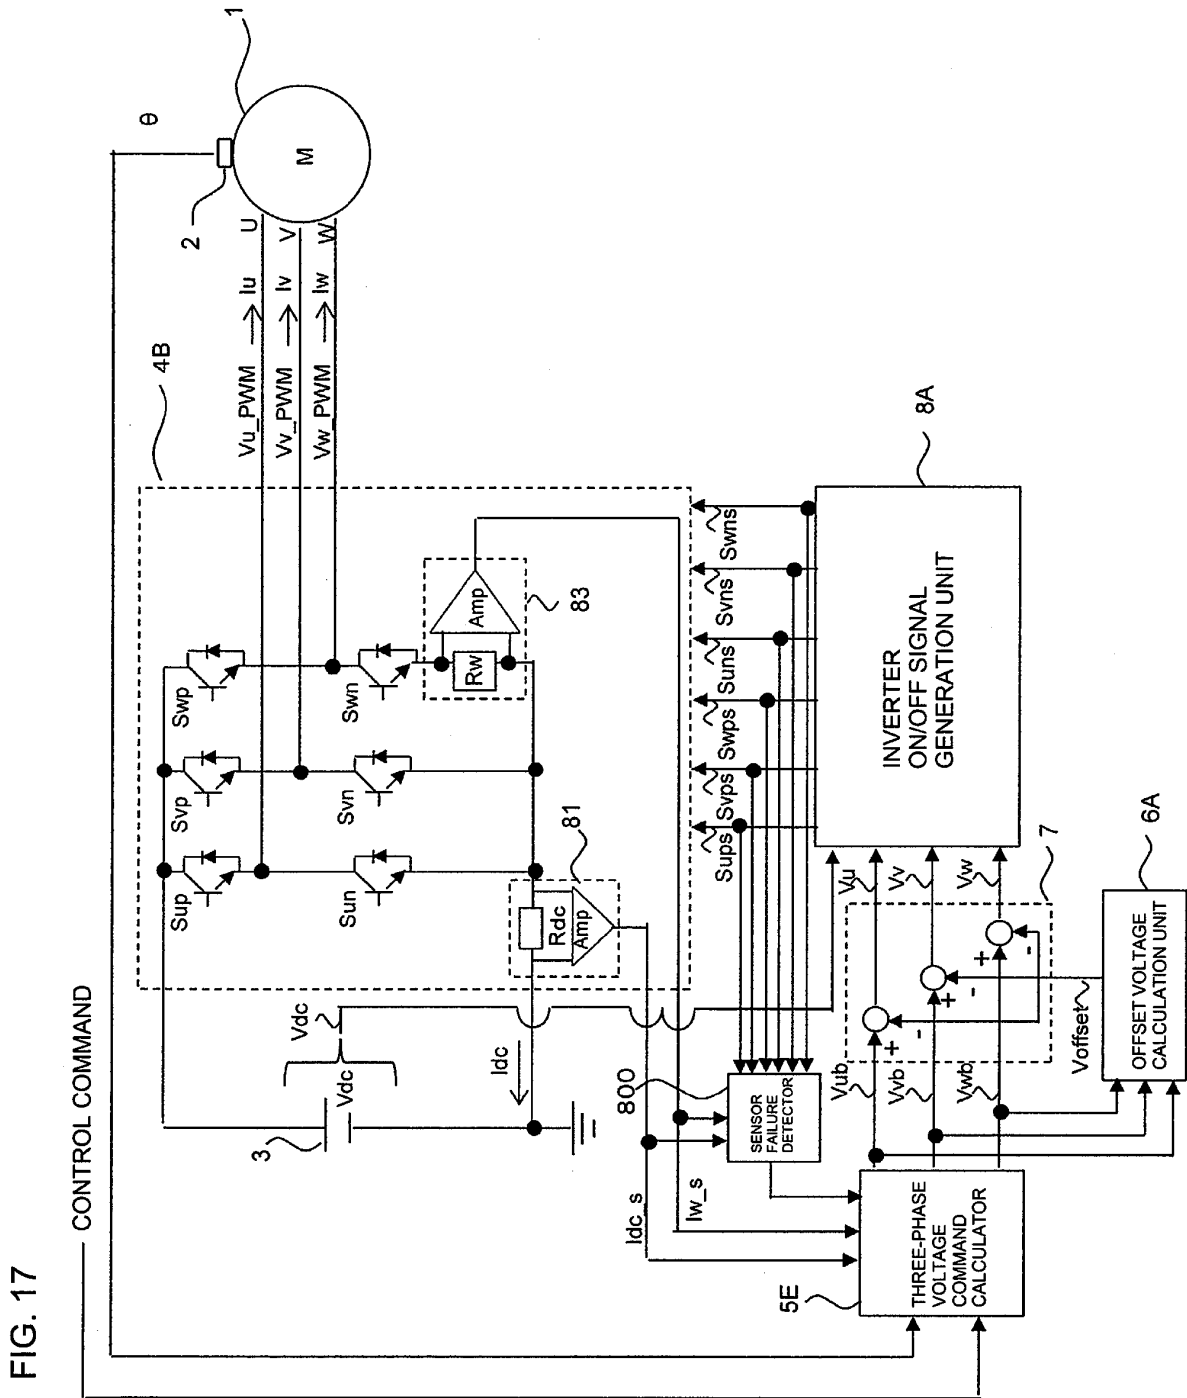 FIG. 17
CONTROL COMMAND
θ
1
2
M
U
V
W
Iu
Iv
Iw
Vu_PWM
Vv_PWM
Vw_PWM
4B
Swp
Svp
Sup
Swn
Svn
Sun
Rw
Amp
83
81
Rdc
Amp
3
Vdc
Vdc
Idc
Swns
Svns
Suns
Swps
Svps
Sups
800
SENSOR
FAILURE
DETECTOR
Idc_s
Iw_s
INVERTER
ON/OFF SIGNAL
GENERATION UNIT
8A
Vu
Vv
Vw
7
+
-
+
-
+
-
Vub
Vvb
Vwb
Voffset
OFFSET VOLTAGE
CALCULATION UNIT
6A
THREE-PHASE
VOLTAGE
COMMAND
CALCULATOR
5E